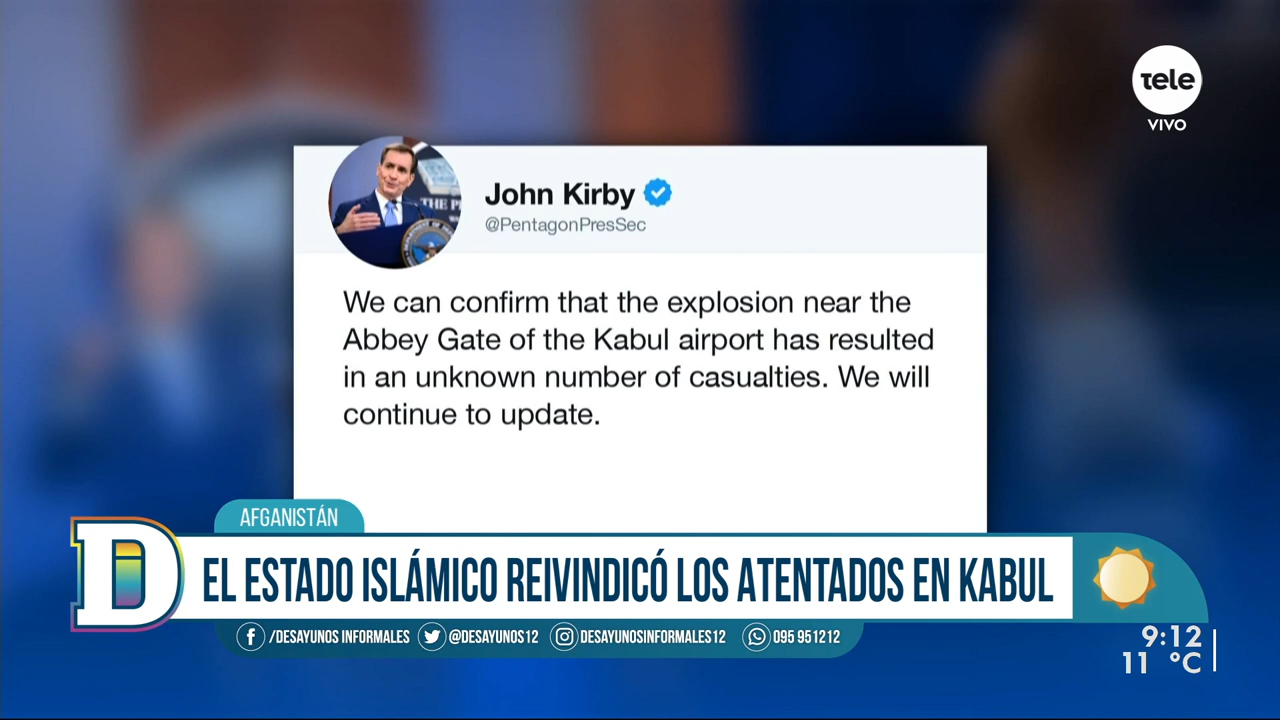 tele
VIVO
John Kirby
@PentagonPresSec
We can confirm that the explosion near the
Abbey Gate of the Kabul airport has resulted
in an unknown number of casualties. We will
continue to update.
AFGANISTÁN
D
EL ESTADO ISLÁMICO REIVINDICÓ LOS ATENTADOS EN KABUL
/DESAYUNOS INFORMALES @DESAYUNOS12 DESAYUNOSINFORMALES12 095 951212
9:12
11 °C